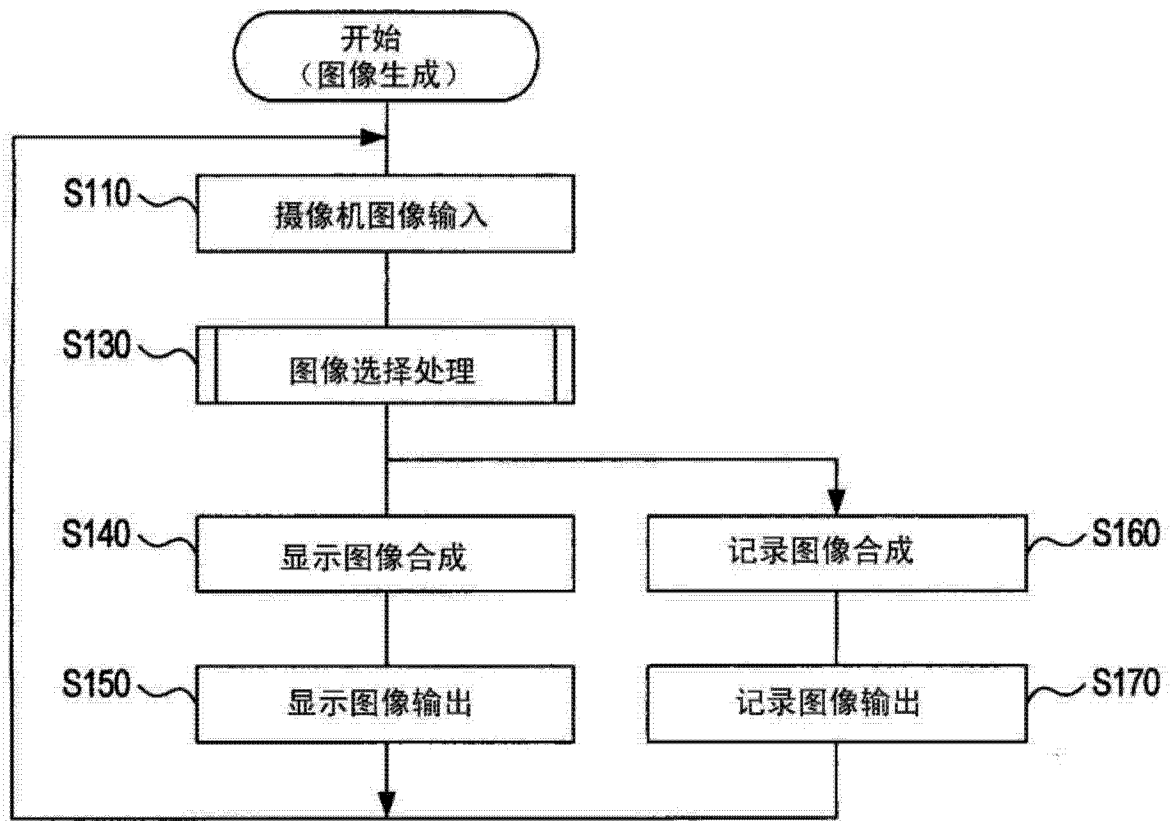 开始
（图像生成）
S110
摄像机图像输入
S130
图像选择处理
S140
显示图像合成
记录图像合成
S160
S150
显示图像输出
记录图像输出
S170